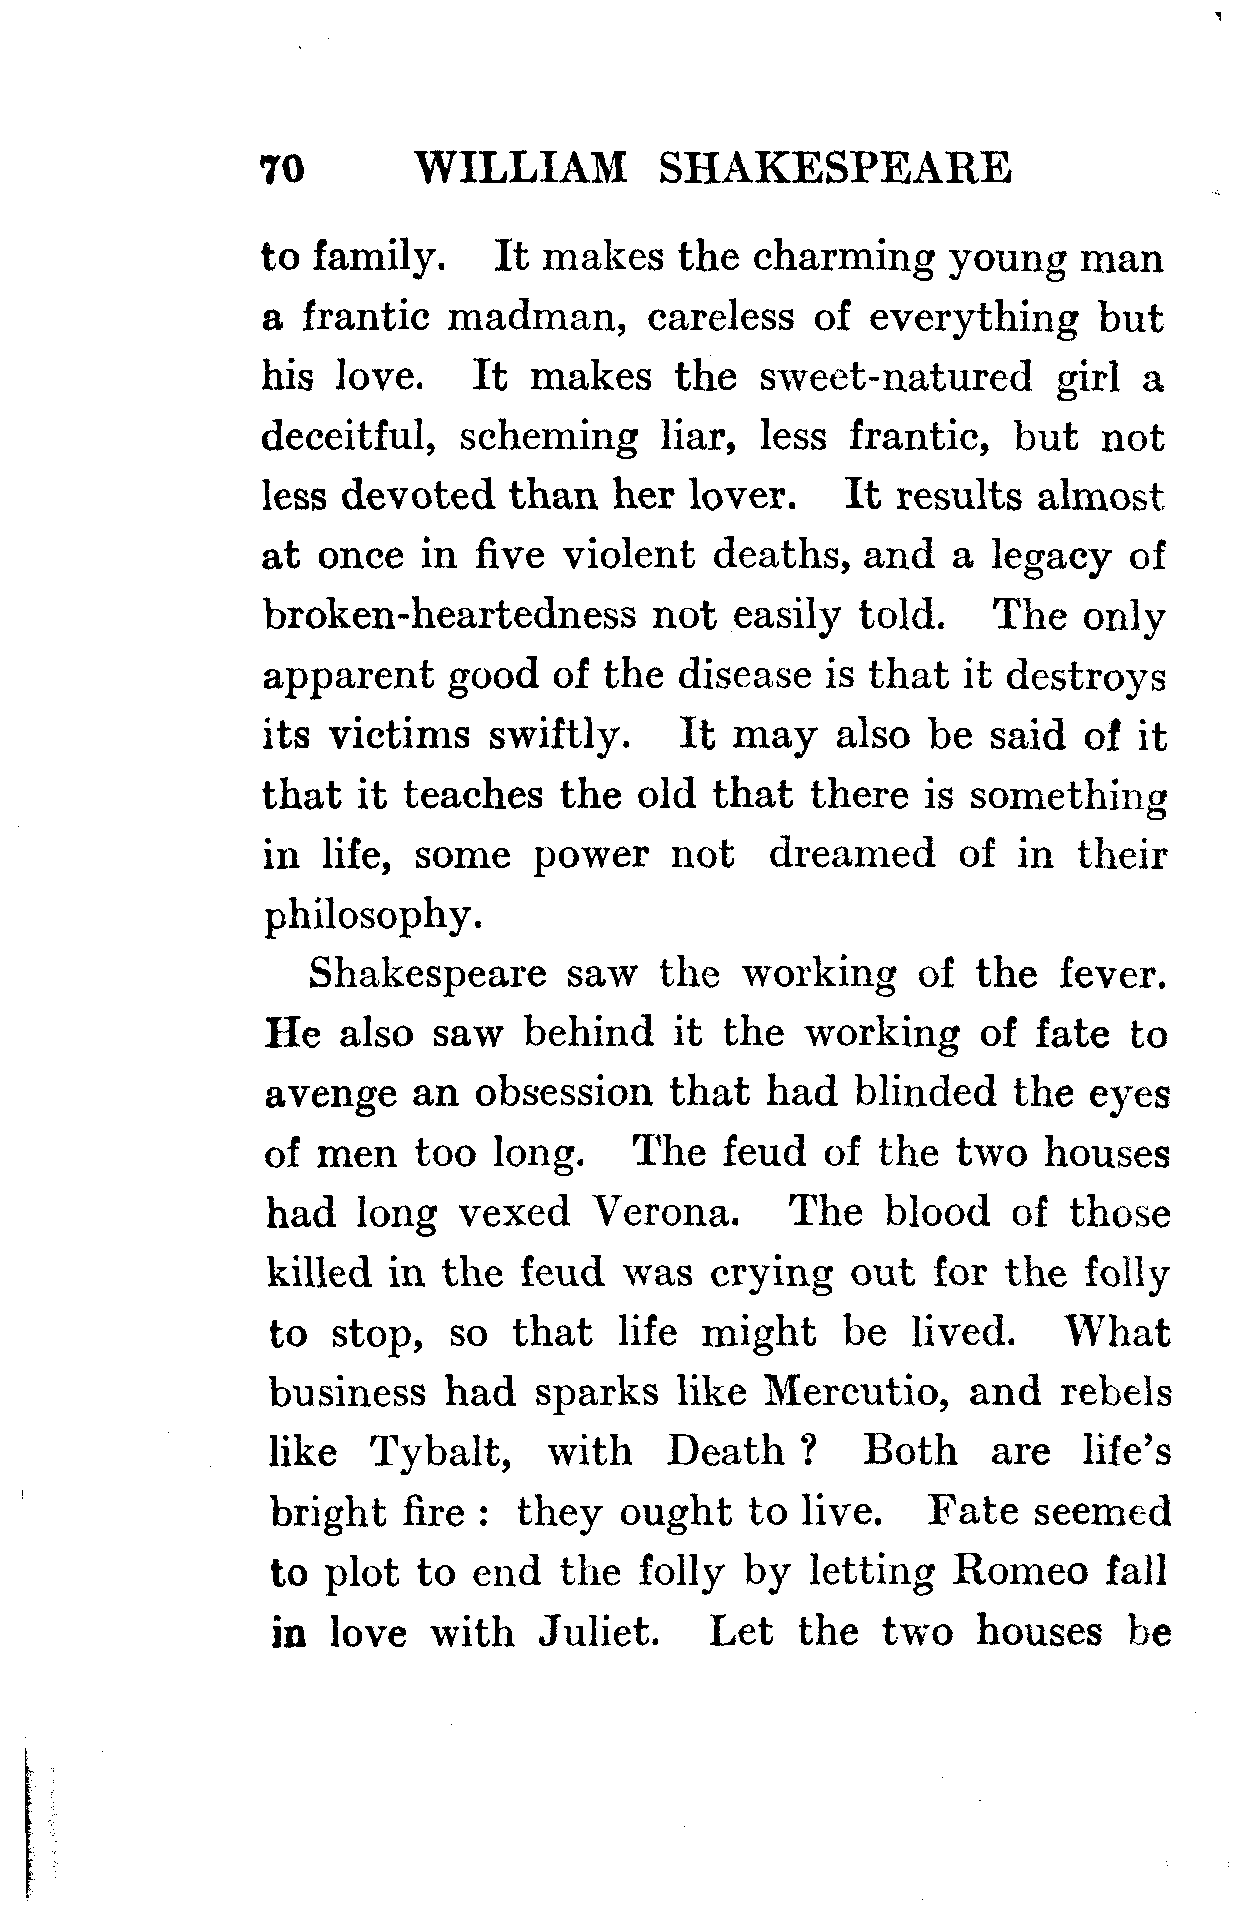 70 WILLIAM SHAKESPEARE
to family. It makes the charming young man
a frantic madman, careless of everything but
his love. It makes the sweet-natured girl a
deceitful, scheming liar, less frantic, but not
less devoted than her lover. It results almost
at once in five violent deaths, and a legacy of
broken-heartedness not easily told. The only
apparent good of the disease is that it destroys
its victims swiftly. It may also be said of it
that it teaches the old that there is something
in life, some power not dreamed of in their
philosophy.
Shakespeare saw the working of the fever.
He also saw behind it the working of fate to
avenge an obsession that had blinded the eyes
of men too long. The feud of the two houses
had long vexed Verona. The blood of those
killed in the feud was crying out for the folly
to stop, so that life might be lived. What
business had sparks like Mercutio, and rebels
like Tybalt, with Death ? Both are life's
bright fire : they ought to live. Fate seemed
to plot to end the folly by letting Romeo fall
in love with Juliet. Let the two houses be